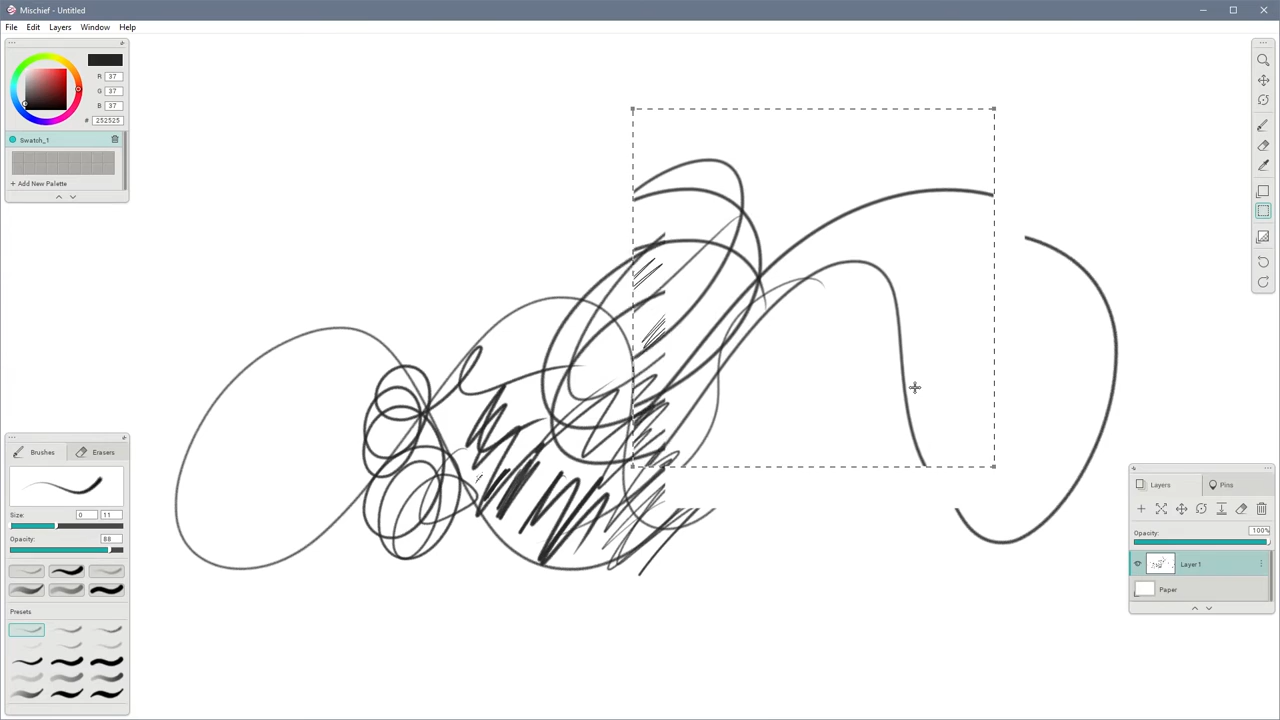 Mischief - Untitled
File Edit Layers Window Help
R 37
G 37
B 37
# 252525
Swatch_1
+ Add New Palette
Brushes Erasers
Size: 0 11
Opacity: 88
Presets
Layers Pins
Opacity: 100%
Layer 1
Paper